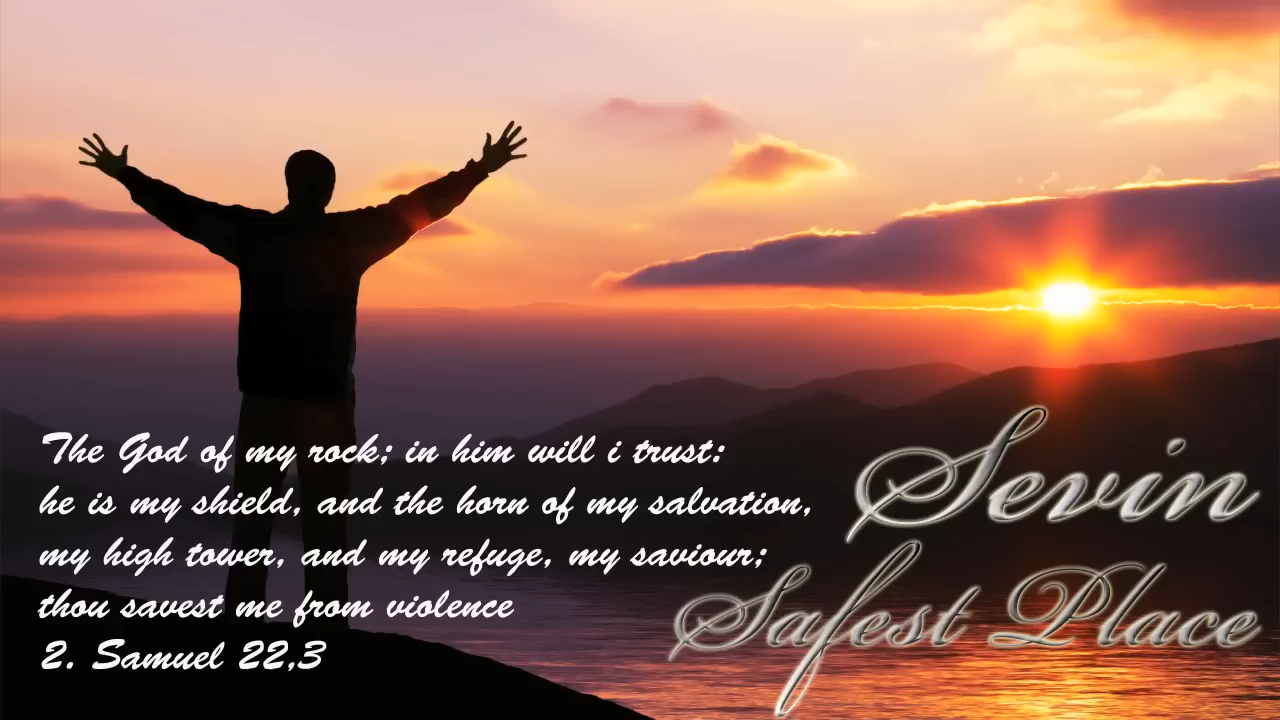 The God of my rock; in him will i trust:
he is my shield, and the horn of my salvation,
my high tower, and my refuge, my saviour;
thou savest me from violence
2. Samuel 22,3
Sevin
Safest Place